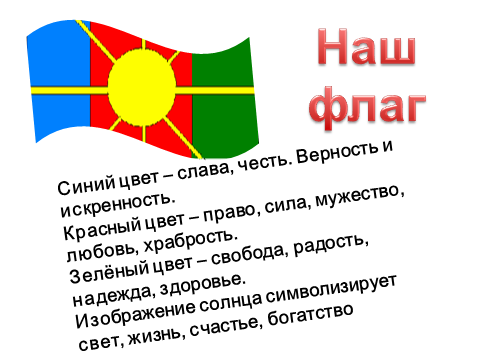 Наш
флаг
Синий цвет – слава, честь. Верность и
искренность.
Красный цвет – право, сила, мужество,
любовь, храбрость.
Зелёный цвет – свобода, радость,
надежда, здоровье.
Изображение солнца символизирует
свет, жизнь, счастье, богатство